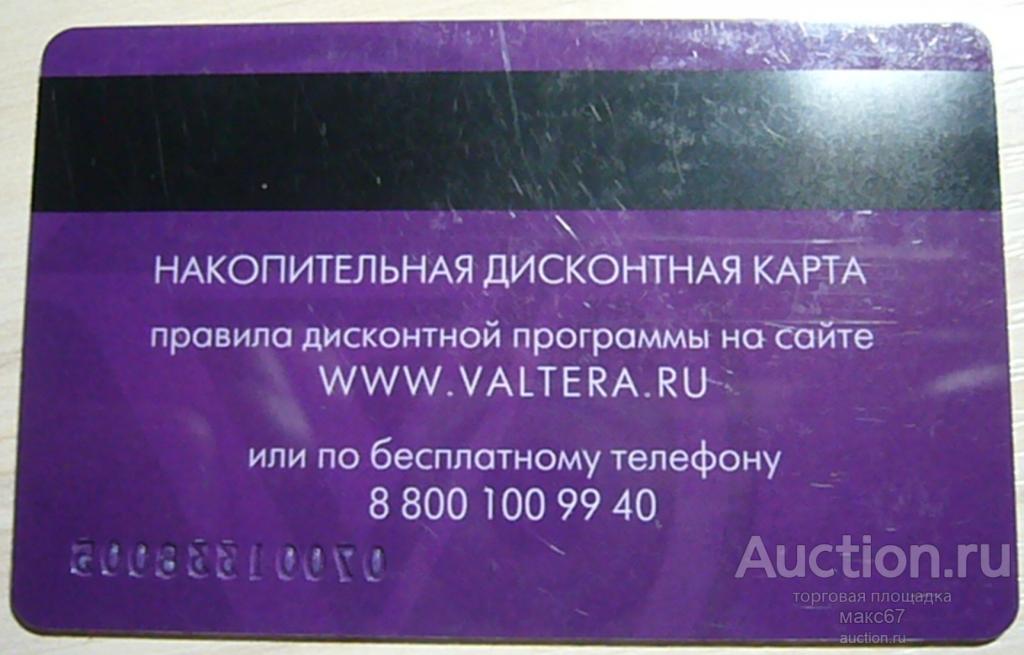 НАКОПИТЕЛЬНАЯ ДИСКОНТНАЯ КАРТА
правила дисконтной программы на сайте
WWW.VALTERA.RU
или по бесплатному телефону
8 800 100 99 40
Auction.ru
торговая площадка
макс67
auction.ru